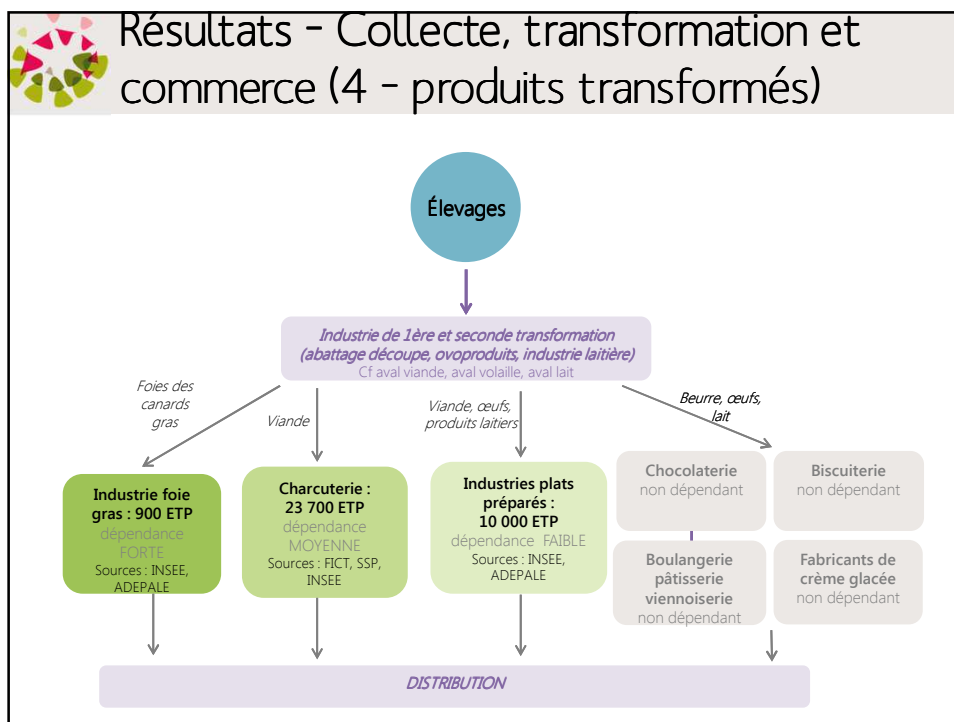 Résultats - Collecte, transformation et
commerce (4 - produits transformés)
Élevages
Industrie de 1ère et seconde transformation
(abattage découpe, ovoproduits, industrie laitière)
Cf aval viande, aval volaille, aval lait
Foies des
canards
gras
Viande
Viande, œufs,
produits laitiers
Beurre, œufs,
lait
Industrie foie
gras : 900 ETP
dépendance
FORTE
Sources : INSEE,
ADEPALE
Charcuterie :
23 700 ETP
dépendance
MOYENNE
Sources : FICT, SSP,
INSEE
Industries plats
préparés :
10 000 ETP
dépendance FAIBLE
Sources : INSEE,
ADEPALE
Chocolaterie
non dépendant
Biscuiterie
non dépendant
Boulangerie
pâtisserie
viennoiserie
non dépendant
Fabricants de
crème glacée
non dépendant
DISTRIBUTION